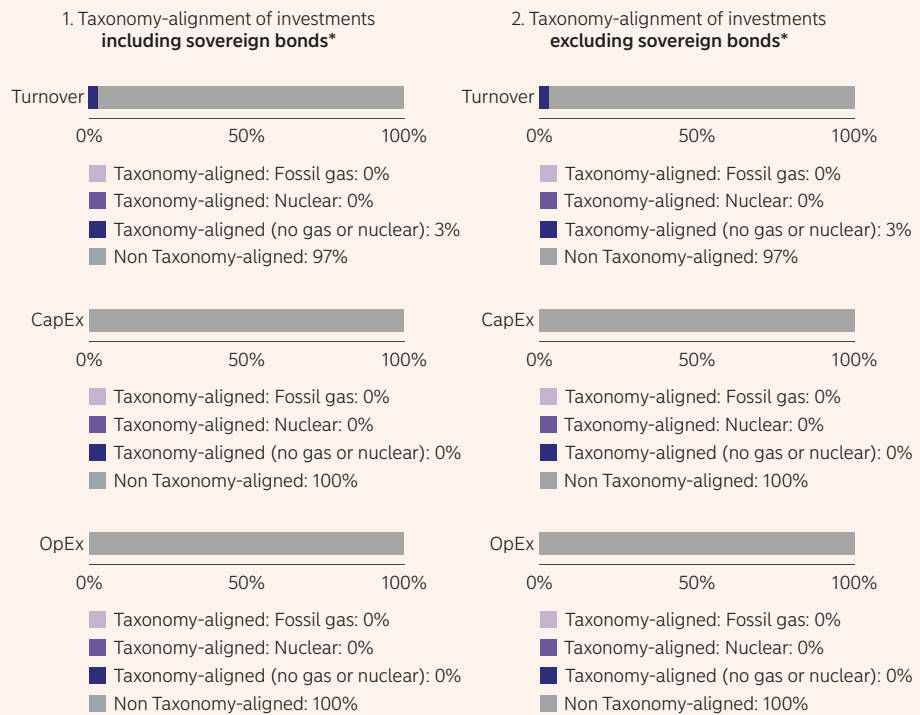 1. Taxonomy-alignment of investments
including sovereign bonds*
Turnover
0% 50% 100%
Taxonomy-aligned: Fossil gas: 0%
Taxonomy-aligned: Nuclear: 0%
Taxonomy-aligned (no gas or nuclear): 3%
Non Taxonomy-aligned: 97%
CapEx
0% 50% 100%
Taxonomy-aligned: Fossil gas: 0%
Taxonomy-aligned: Nuclear: 0%
Taxonomy-aligned (no gas or nuclear): 0%
Non Taxonomy-aligned: 100%
OpEx
0% 50% 100%
Taxonomy-aligned: Fossil gas: 0%
Taxonomy-aligned: Nuclear: 0%
Taxonomy-aligned (no gas or nuclear): 0%
Non Taxonomy-aligned: 100%
2. Taxonomy-alignment of investments
excluding sovereign bonds*
Turnover
0% 50% 100%
Taxonomy-aligned: Fossil gas: 0%
Taxonomy-aligned: Nuclear: 0%
Taxonomy-aligned (no gas or nuclear): 3%
Non Taxonomy-aligned: 97%
CapEx
0% 50% 100%
Taxonomy-aligned: Fossil gas: 0%
Taxonomy-aligned: Nuclear: 0%
Taxonomy-aligned (no gas or nuclear): 0%
Non Taxonomy-aligned: 100%
OpEx
0% 50% 100%
Taxonomy-aligned: Fossil gas: 0%
Taxonomy-aligned: Nuclear: 0%
Taxonomy-aligned (no gas or nuclear): 0%
Non Taxonomy-aligned: 100%